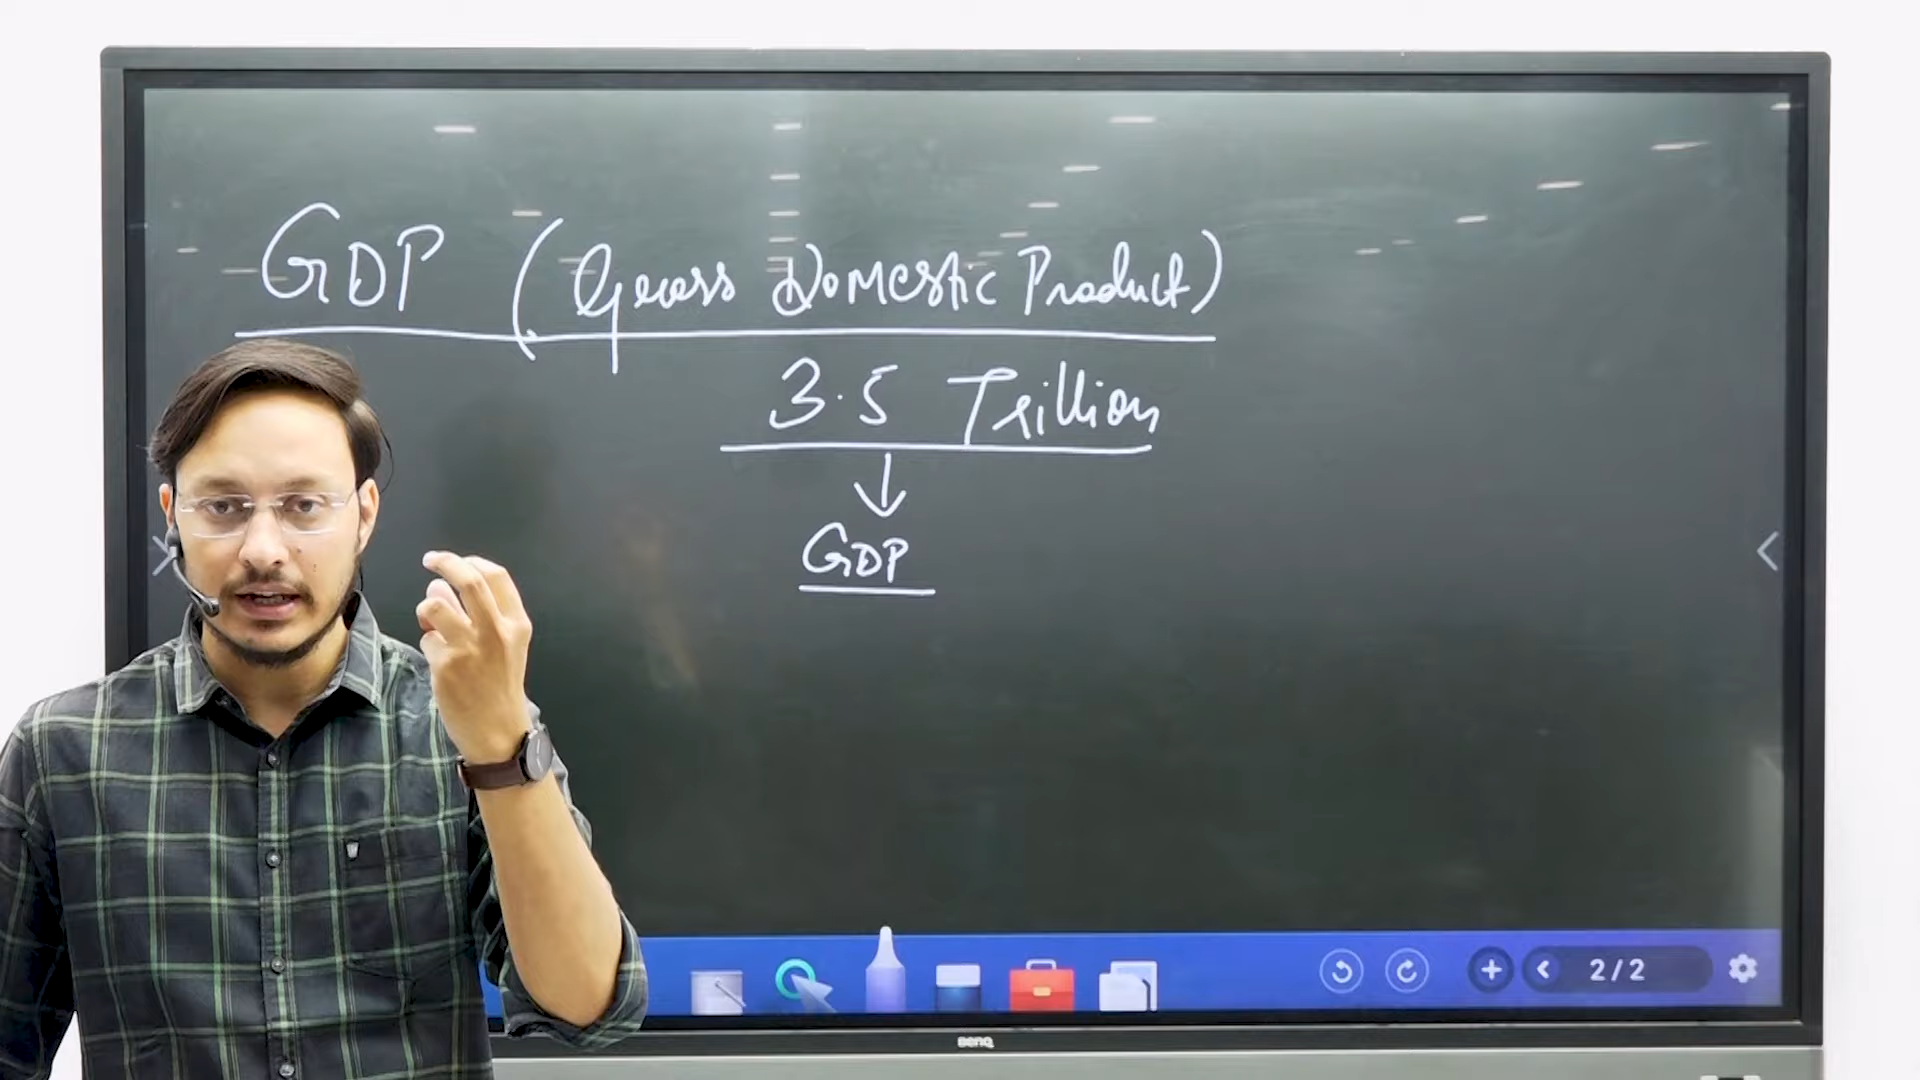 GDP (Gross Domestic Product)
3.5 Trillion
GDP
2/2
BenQ